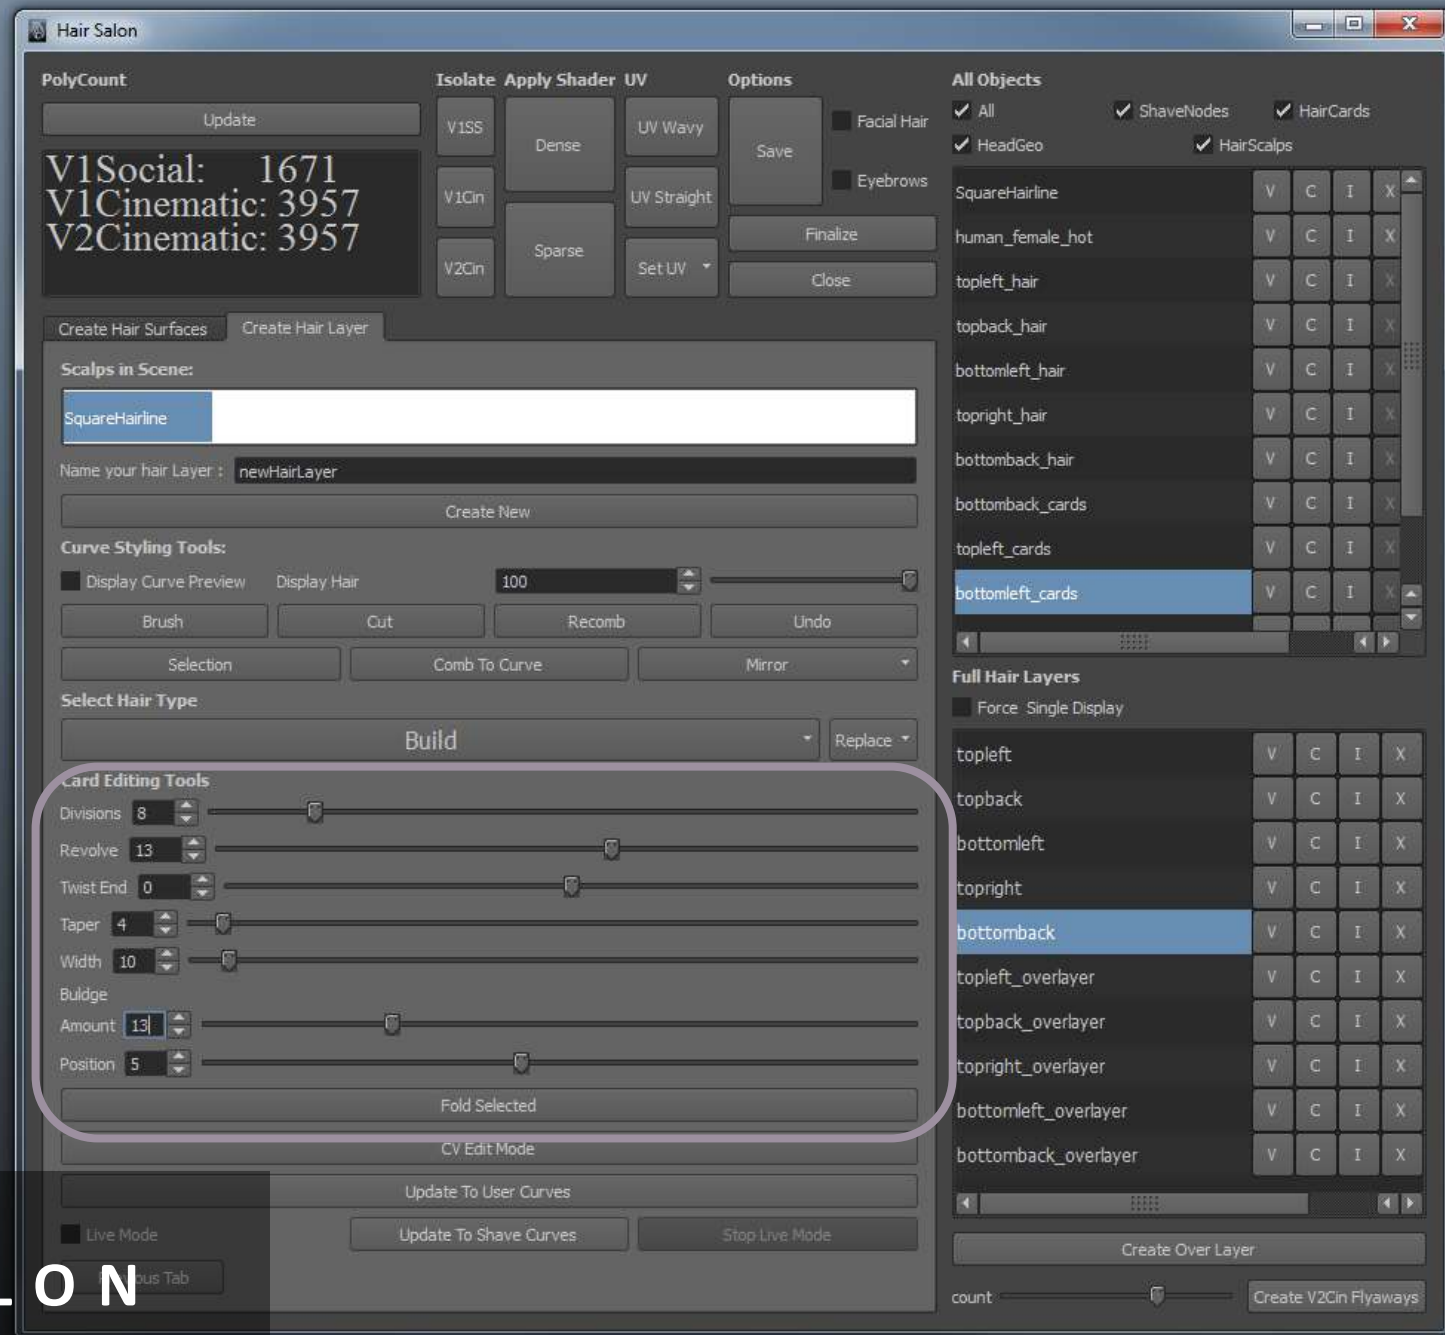 Hair Salon
PolyCount
Update
V1Social: 1671
V1Cinematic: 3957
V2Cinematic: 3957
Isolate
V1SS
V1Cin
V2Cin
Apply Shader
Dense
Sparse
UV
UV Wavy
UV Straight
Set UV
Options
Save
Facial Hair
Eyebrows
Finalize
Close
Create Hair Surfaces
Create Hair Layer
Scalps in Scene:
SquareHairline
Name your hair Layer : newHairLayer
Create New
Curve Styling Tools:
Display Curve Preview Display Hair 100
Brush Cut Recomb Undo
Selection Comb To Curve Mirror
Select Hair Type
Build Replace
Card Editing Tools
Divisions 8
Revolve 13
Twist End 0
Taper 4
Width 10
Buldge
Amount 13
Position 5
Fold Selected
CV Edit Mode
Update To User Curves
Live Mode Update To Shave Curves Stop Live Mode
Tab
L O N
All Objects
All ShaveNodes HairCards
HeadGeo HairScalps
SquareHairline V C I X
human_female_hot V C I X
topleft_hair V C I X
topback_hair V C I X
bottomleft_hair V C I X
topright_hair V C I X
bottomback_hair V C I X
bottomback_cards V C I X
topleft_cards V C I X
bottomleft_cards V C I X
Full Hair Layers
Force Single Display
topleft V C I X
topback V C I X
bottomleft V C I X
topright V C I X
bottomback V C I X
topleft_overlayer V C I X
topback_overlayer V C I X
topright_overlayer V C I X
bottomleft_overlayer V C I X
bottomback_overlayer V C I X
Create Over Layer
count Create V2Cin Flyaways